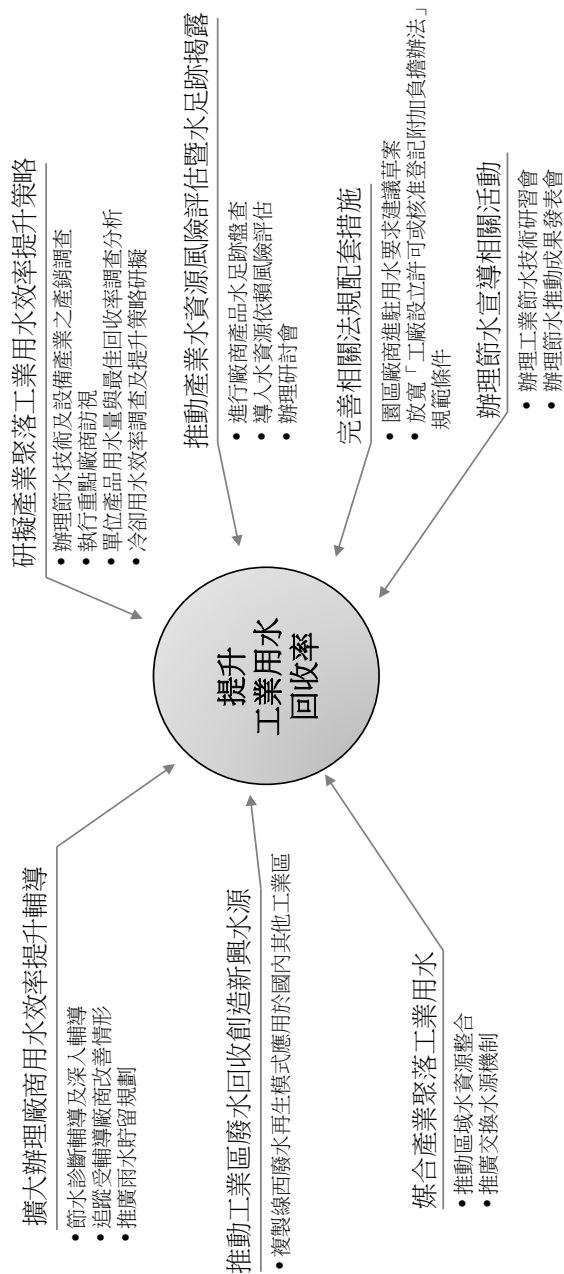 擴大辦理廠商用水效率提升輔導
• 節水診斷輔導及深入輔導
• 追蹤受輔導廠商改善情形
• 推廣雨水貯留規劃
推動工業區廢水回收創造新興水源
• 複製線西廢水再生模式應用於國內其他工業區
媒合產業聚落工業用水
• 推動區域水資源整合
• 推廣交換水源機制
提升
工業用水
回收率
研擬產業聚落工業用水效率提升策略
• 辦理節水技術及設備產業之產銷調查
• 執行重點廠商訪視
• 單位產品用水量與最佳回收率調查分析
• 冷卻用水效率調查及提升策略研擬
推動產業水資源風險評估暨水足跡揭露
• 進行廠商產品水足跡盤查
• 導入水資源依賴風險評估
• 辦理研討會
完善相關法規配套措施
• 園區廠商進駐用水要求建議草案
• 放寬「工廠設立許可或核准登記附加負擔辦法」
規範條件
辦理節水宣導相關活動
• 辦理工業節水技術研習會
• 辦理節水推動成果發表會